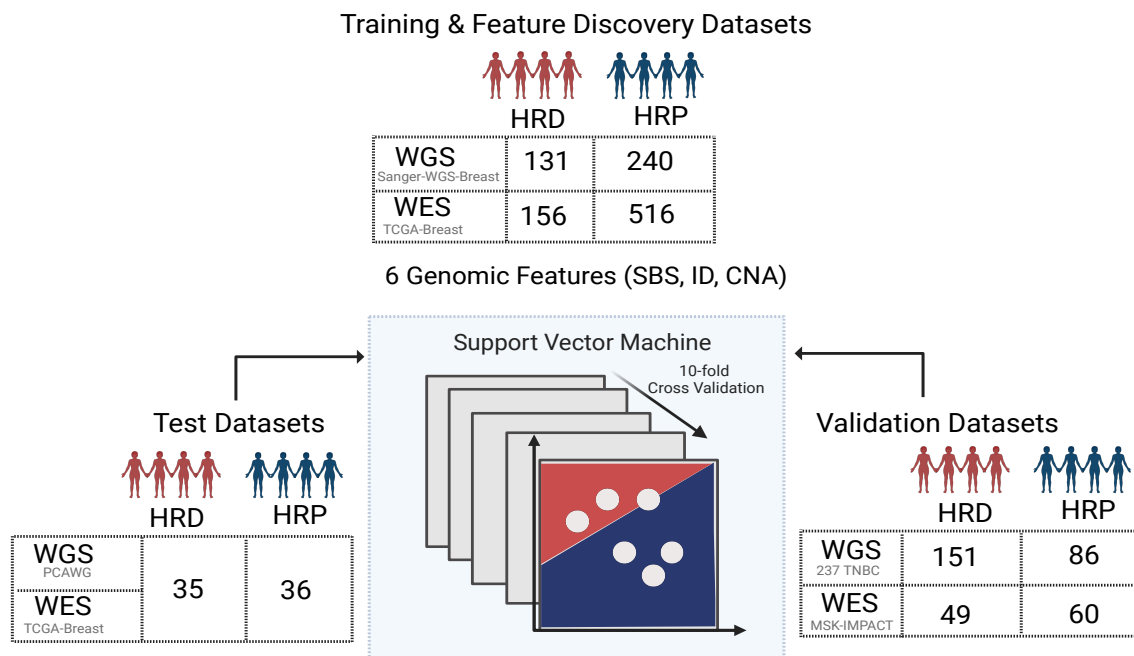 Training & Feature Discovery Datasets
HRD HRP
WGS 131 240
Sanger-WGS-Breast
WES 156 516
TCGA-Breast
6 Genomic Features (SBS, ID, CNA)
Support Vector Machine
10-fold
Cross Validation
Test Datasets
HRD HRP
WGS
PCAWG
35 36
WES
TCGA-Breast
Validation Datasets
HRD HRP
WGS 151 86
237 TNBC
WES 49 60
MSK-IMPACT